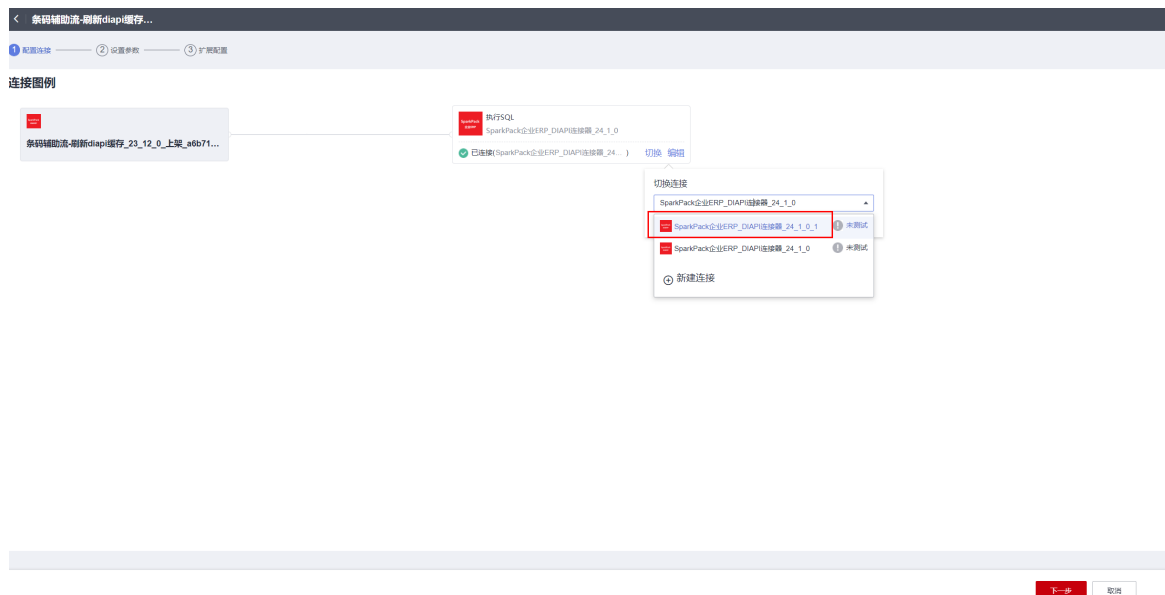 条码辅助流-刷新diapi缓存...
1 配置连接 2 设置参数 3 扩展配置
连接图例
条码辅助流-刷新diapi缓存_23_12_0_上架_a6b71...
执行SQL
SparkPack企业ERP_DIAPI连接器_24_1_0
已连接(SparkPack企业ERP_DIAPI连接器_24... ) 切换 编辑
切换连接
SparkPack企业ERP_DIAPI连接器_24_1_0
SparkPack企业ERP_DIAPI连接器_24_1_0_1 未测试
SparkPack企业ERP_DIAPI连接器_24_1_0 未测试
新建连接
下一步 取消